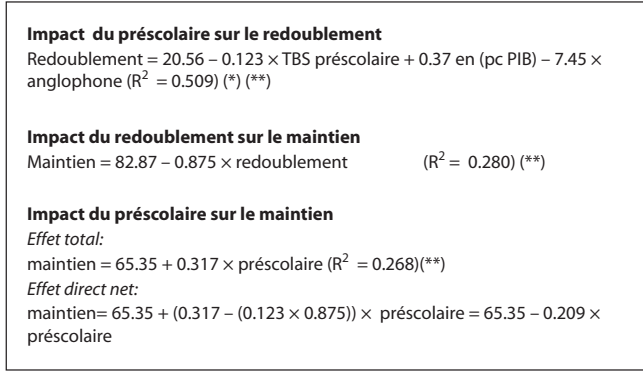 Impact du préscolaire sur le redoublement
Redoublement = 20.56 – 0.123 × TBS préscolaire + 0.37 en (pc PIB) – 7.45 ×
anglophone (R² = 0.509) (*) (**)
Impact du redoublement sur le maintien
Maintien = 82.87 – 0.875 × redoublement (R² = 0.280) (**)
Impact du préscolaire sur le maintien
Effet total:
maintien = 65.35 + 0.317 × préscolaire (R² = 0.268)(**)
Effet direct net:
maintien= 65.35 + (0.317 – (0.123 × 0.875)) × préscolaire = 65.35 – 0.209 ×
préscolaire